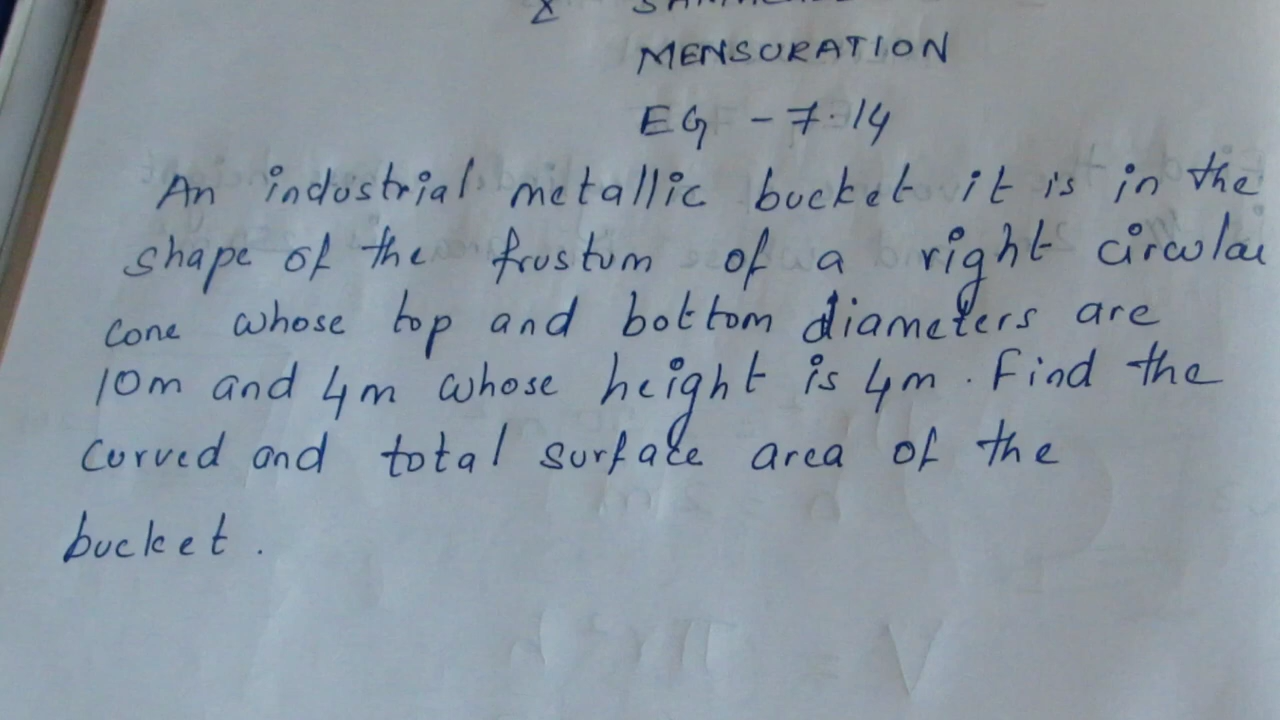 MENSURATION
EG - 7.14
An industrial metallic bucket it is in the
shape of the frustum of a right circular
cone whose top and bottom diameters are
10m and 4m whose height is 4m. Find the
curved and total surface area of the
bucket.